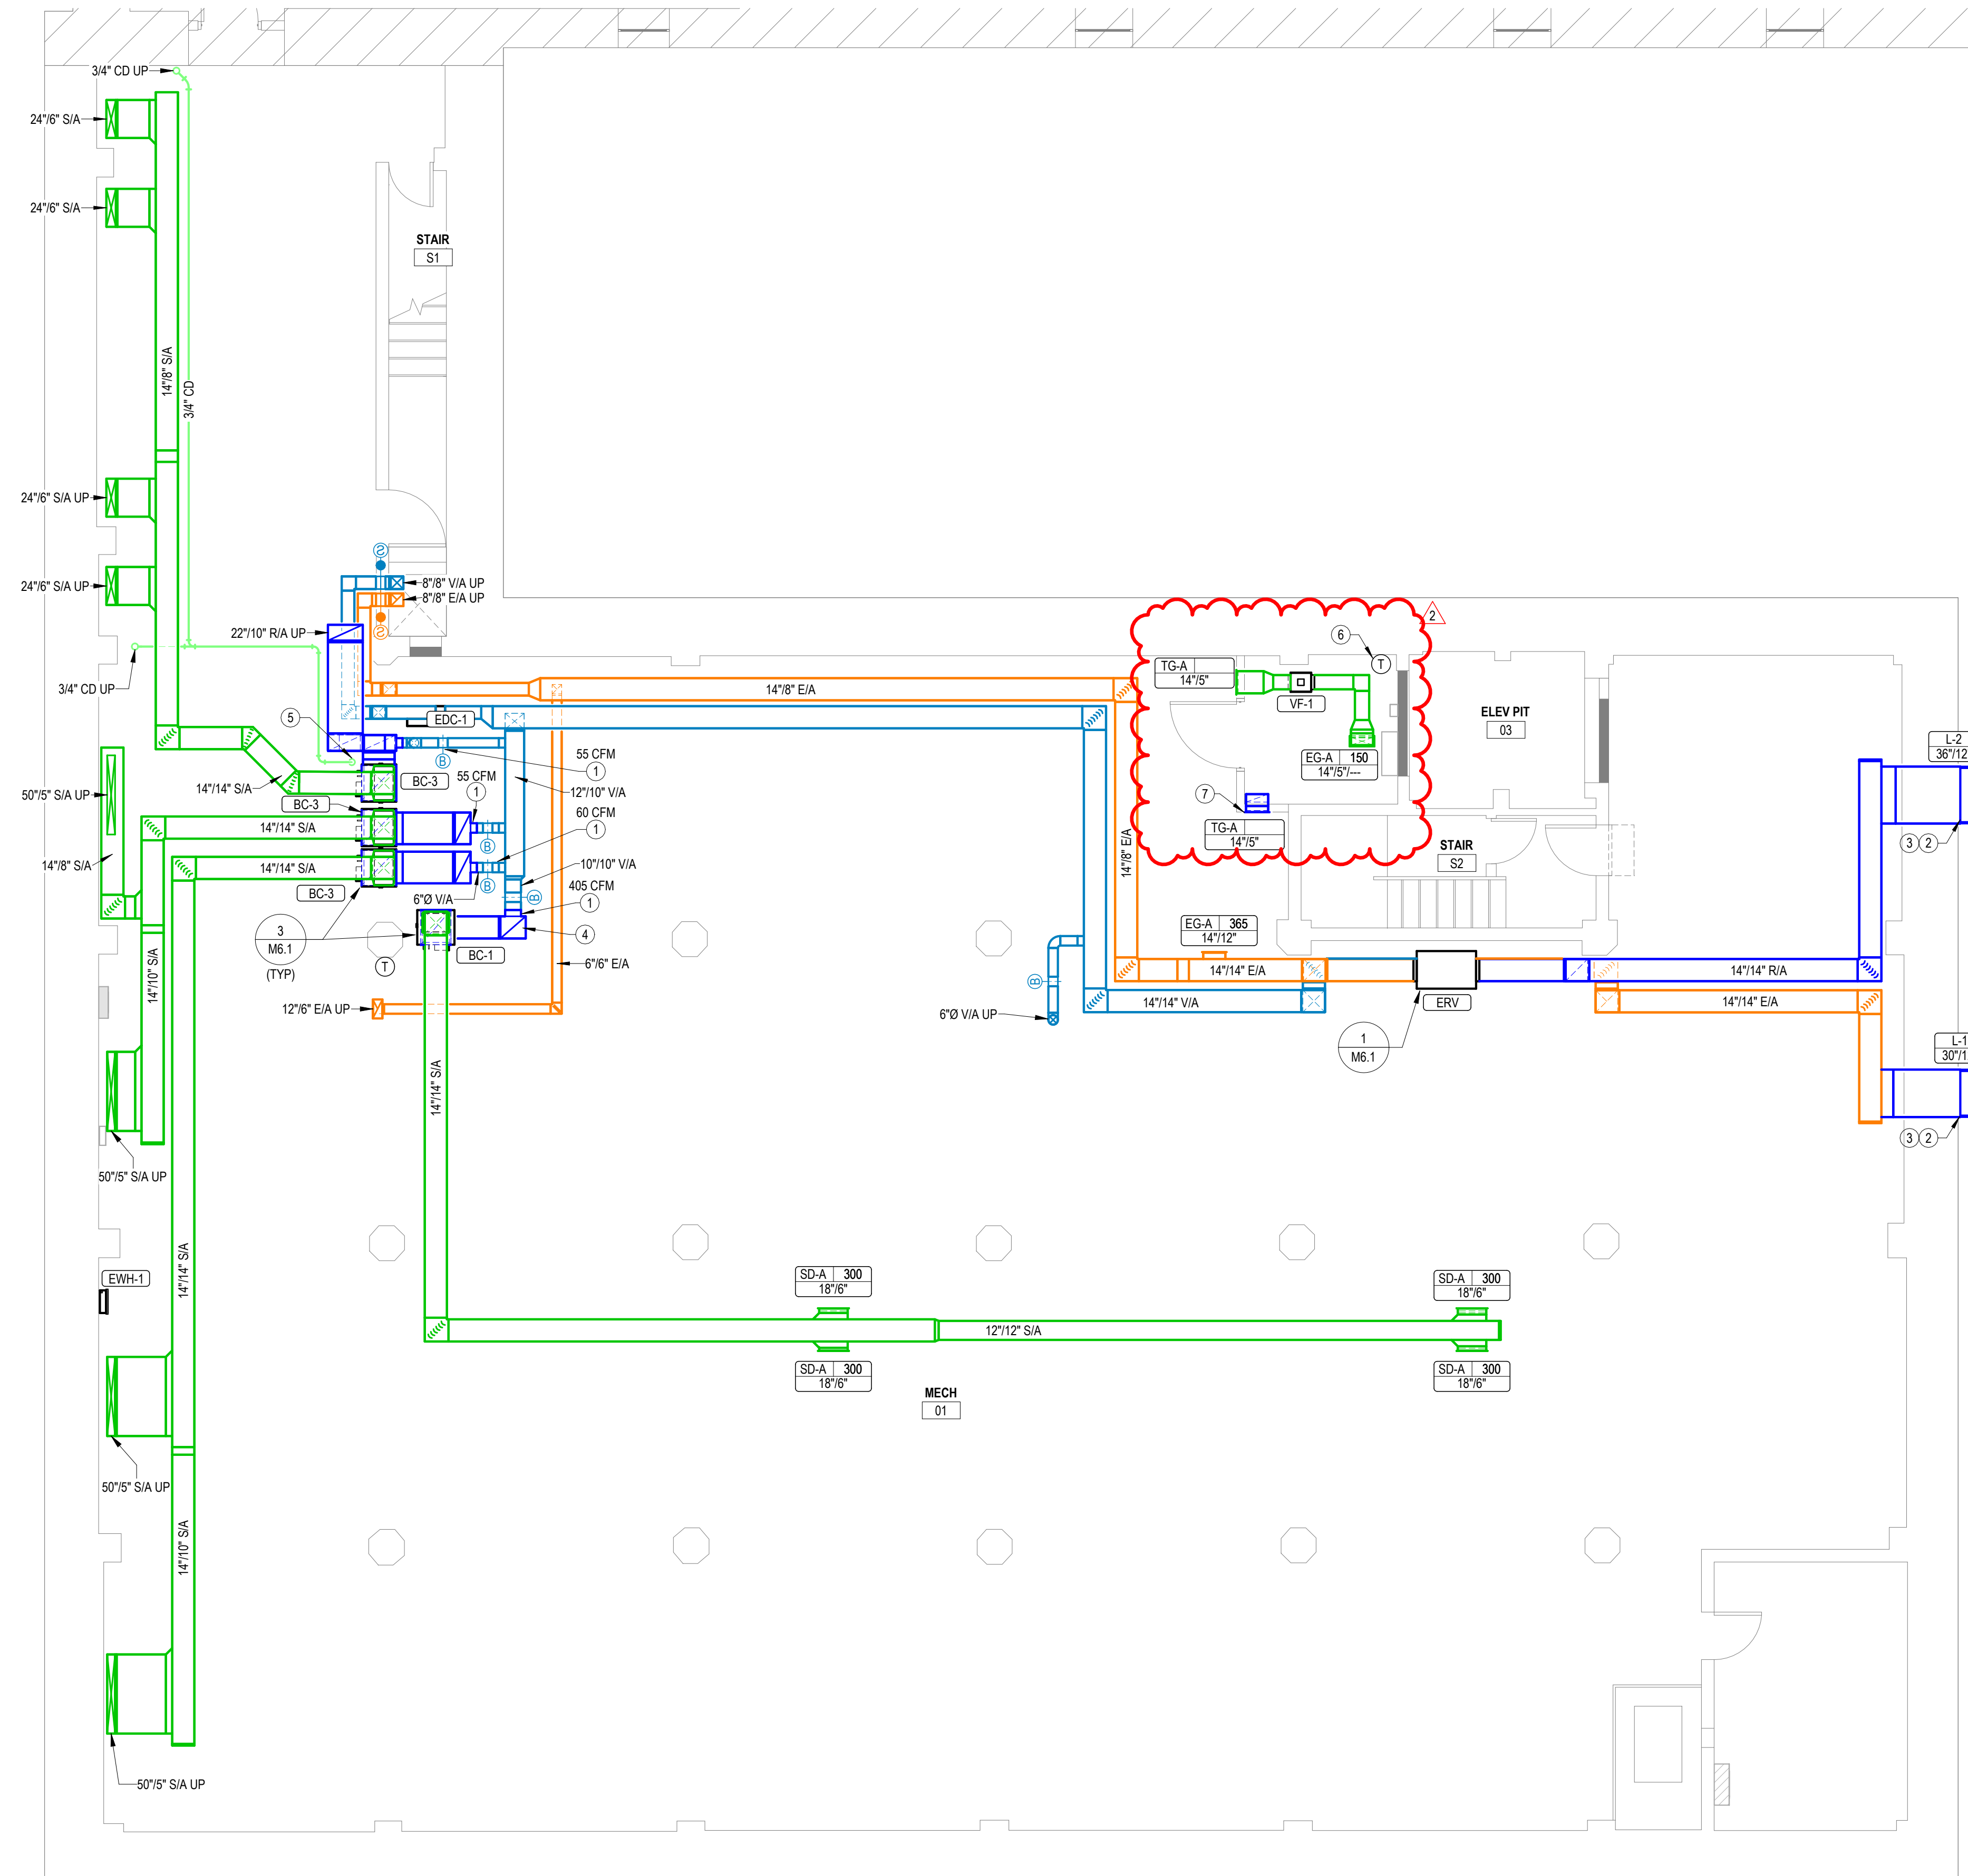 3/4" CD UP
24"/6" S/A
24"/6" S/A
STAIR
S1
14"/8" S/A
3/4" CD
24"/6" S/A UP
24"/6" S/A UP
8"/8" V/A UP
8"/8" E/A UP
S
S
22"/10" R/A UP
3/4" CD UP
5
14"/8" E/A
EDC-1
B
55 CFM
1
12"/10" V/A
BC-3
55 CFM
1
14"/14" S/A
BC-3
50"/5" S/A UP
14"/14" S/A
B
60 CFM
1
10"/10" V/A
14"/8" S/A
14"/14" S/A
BC-3
B
6"Ø V/A
B
405 CFM
1
3
M6.1
(TYP)
T
BC-1
4
6"/6" E/A
14"/10" S/A
12"/6" E/A UP
14"/14" S/A
50"/5" S/A UP
14"/14" S/A
EWH-1
50"/5" S/A UP
14"/10" S/A
50"/5" S/A UP
2
6
T
TG-A
14"/5"
VF-1
EG-A 150
14"/5"/---
7
TG-A
14"/5"
ELEV PIT
03
STAIR
S2
14"/8" E/A
L-2
36"/12
3 2
EG-A 365
14"/12"
14"/14" E/A
14"/14" R/A
B
6"Ø V/A UP
14"/14" V/A
ERV
14"/14" E/A
1
M6.1
L-1
30"/1
3 2
SD-A 300
18"/6"
SD-A 300
18"/6"
12"/12" S/A
SD-A 300
18"/6"
SD-A 300
18"/6"
MECH
01